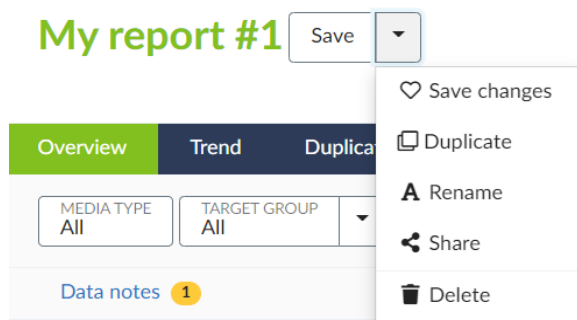 My report #1
Save
Save changes
Duplicate
Rename
Share
Delete
Overview
Trend
MEDIA TYPE
All
TARGET GROUP
All
Data notes
1